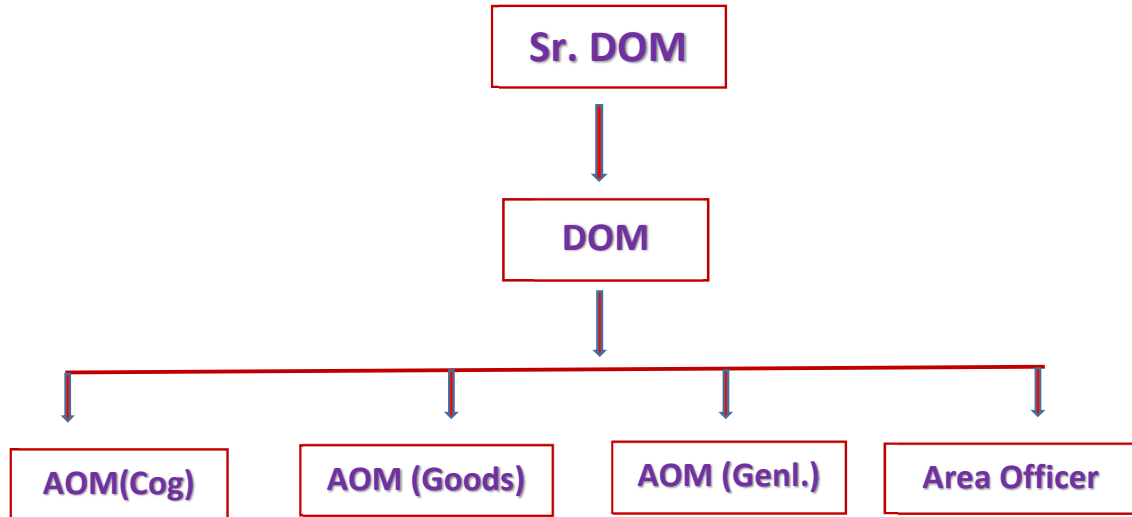 Sr. DOM
DOM
AOM(Cog)
AOM (Goods)
AOM (Genl.)
Area Officer